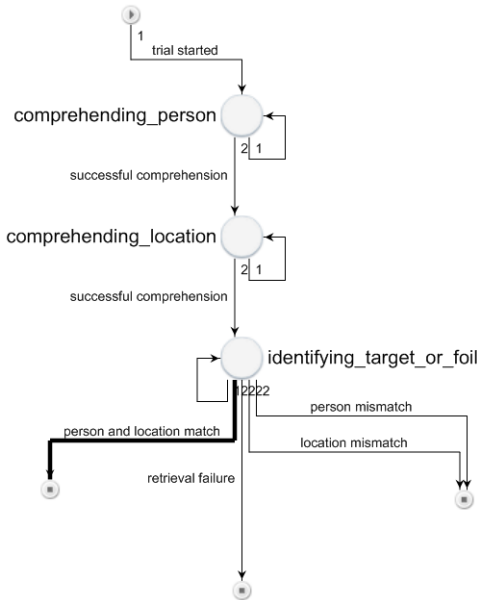 1
trial started
comprehending_person
2 1
successful comprehension
comprehending_location
2 1
successful comprehension
identifying_target_or_foil
12222
person mismatch
person and location match
location mismatch
retrieval failure